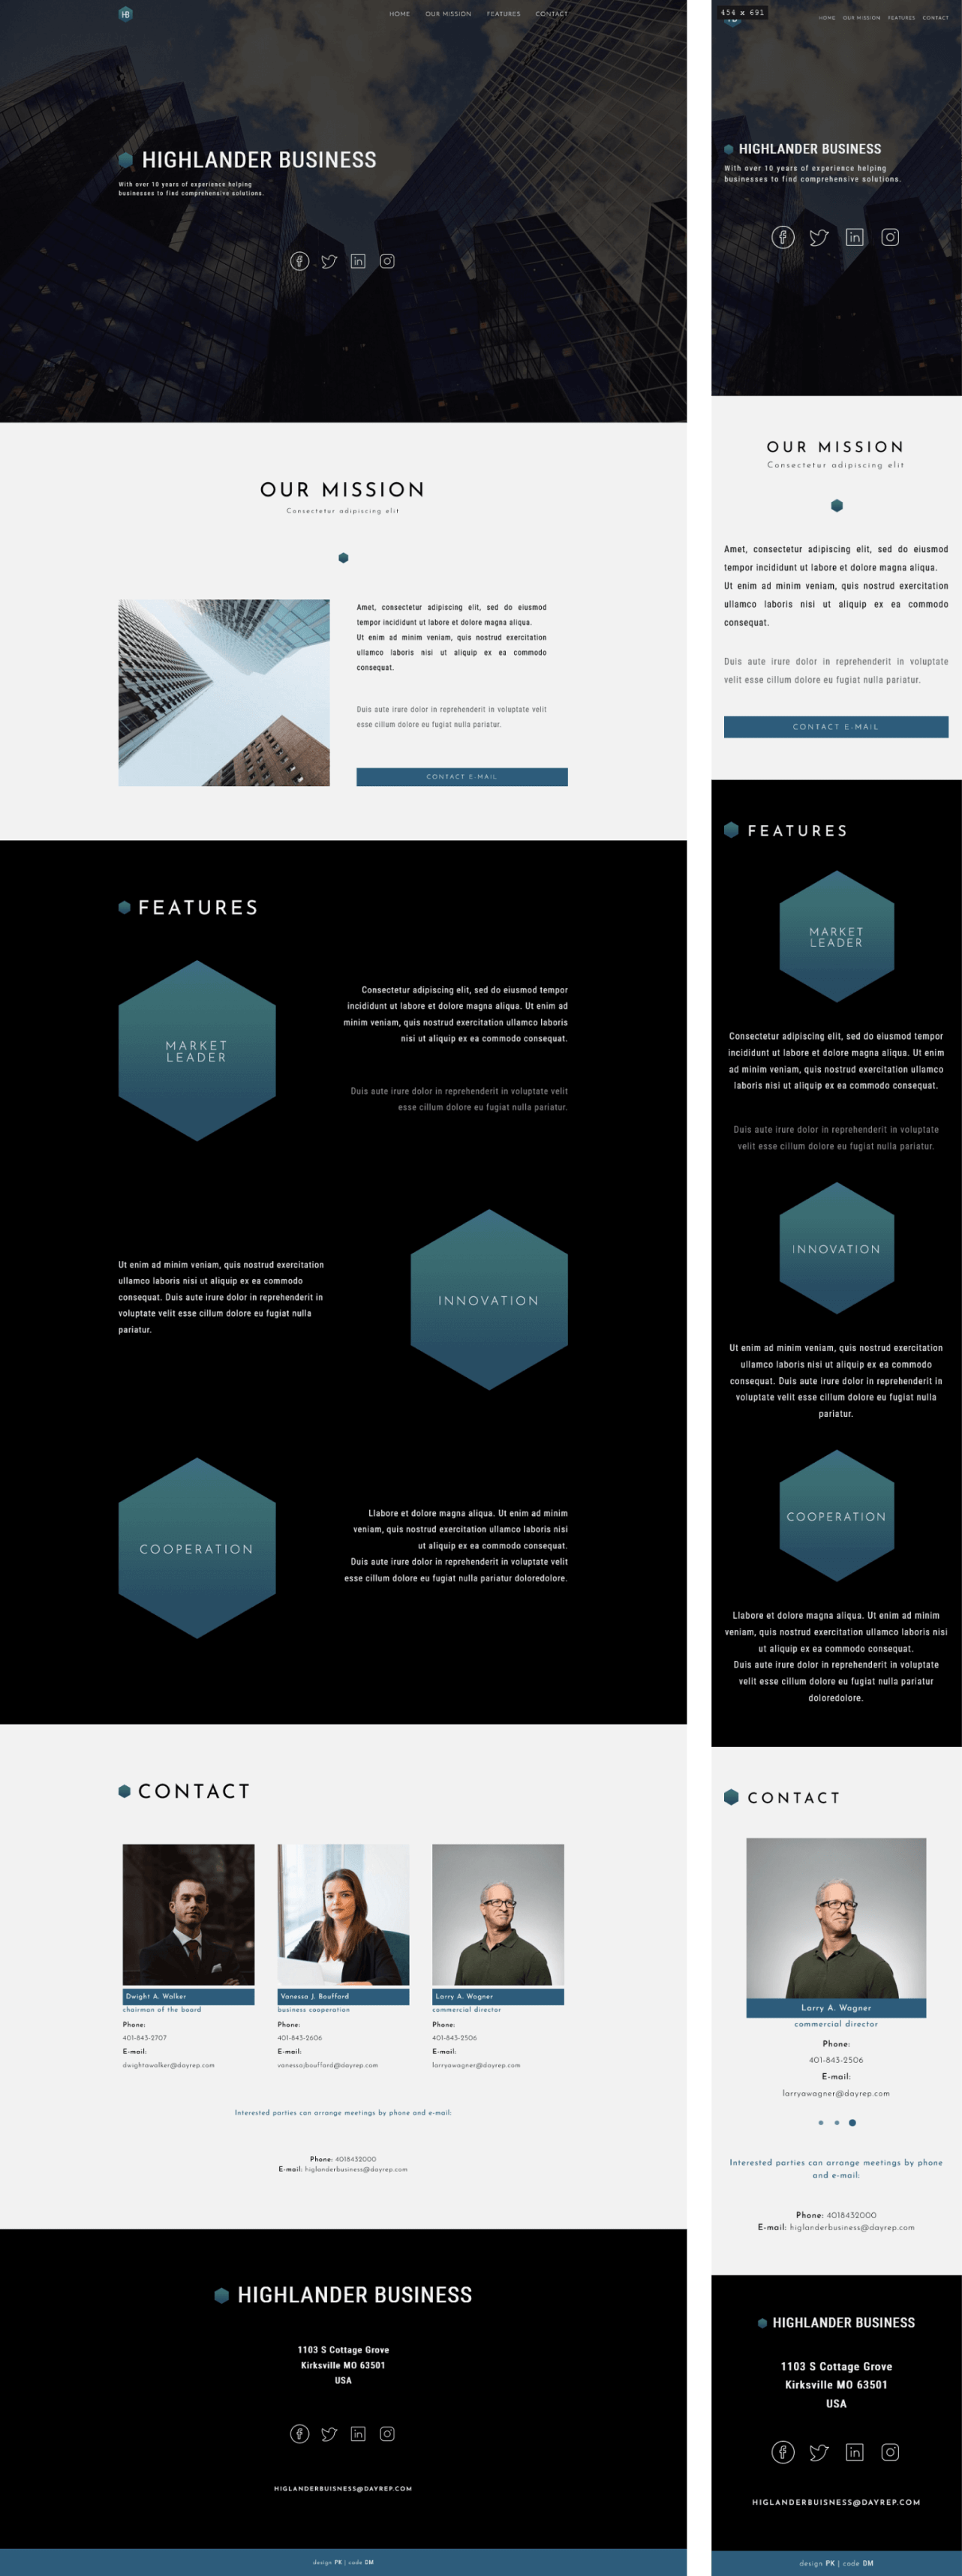 HB
HOME OUR MISSION FEATURES CONTACT
HIGHLANDER BUSINESS
With over 10 years of experience helping
businesses to find comprehensive solutions.
OUR MISSION
Consectetur adipiscing elit
Amet, consectetur adipiscing elit, sed do eiusmod
tempor incididunt ut labore et dolore magna aliqua.
Ut enim ad minim veniam, quis nostrud exercitation
ullamco laboris nisi ut aliquip ex ea commodo
consequat.
Duis aute irure dolor in reprehenderit in voluptate velit
esse cillum dolore eu fugiat nulla pariatur.
CONTACT E-MAIL
FEATURES
MARKET
LEADER
Consectetur adipiscing elit, sed do eiusmod tempor
incididunt ut labore et dolore magna aliqua. Ut enim ad
minim veniam, quis nostrud exercitation ullamco laboris
nisi ut aliquip ex ea commodo consequat.
Duis aute irure dolor in reprehenderit in voluptate velit
esse cillum dolore eu fugiat nulla pariatur.
Ut enim ad minim veniam, quis nostrud exercitation
ullamco laboris nisi ut aliquip ex ea commodo
consequat. Duis aute irure dolor in reprehenderit in
voluptate velit esse cillum dolore eu fugiat nulla
pariatur.
INNOVATION
COOPERATION
Llabore et dolore magna aliqua. Ut enim ad minim
veniam, quis nostrud exercitation ullamco laboris nisi
ut aliquip ex ea commodo consequat.
Duis aute irure dolor in reprehenderit in voluptate velit
esse cillum dolore eu fugiat nulla pariatur doloredolore.
CONTACT
Dwight A. Walker
chairman of the board
Phone:
401-843-2707
E-mail:
dwightawalker@dayrep.com
Vanessa J. Boufford
business cooperation
Phone:
401-843-2606
E-mail:
vanessajbouffard@dayrep.com
Larry A. Wagner
commercial director
Phone:
401-843-2506
E-mail:
larryawagner@dayrep.com
Interested parties can arrange meetings by phone and e-mail:
Phone: 4018432000
E-mail: higlanderbusiness@dayrep.com
HIGHLANDER BUSINESS
1103 S Cottage Grove
Kirksville MO 63501
USA
HIGLANDERBUISNESS@DAYREP.COM
design PK | code DM
454 x 691
HOME OUR MISSION FEATURES CONTACT
HIGHLANDER BUSINESS
With over 10 years of experience helping
businesses to find comprehensive solutions.
OUR MISSION
Consectetur adipiscing elit
Amet, consectetur adipiscing elit, sed do eiusmod
tempor incididunt ut labore et dolore magna aliqua.
Ut enim ad minim veniam, quis nostrud exercitation
ullamco laboris nisi ut aliquip ex ea commodo
consequat.
Duis aute irure dolor in reprehenderit in voluptate
velit esse cillum dolore eu fugiat nulla pariatur.
CONTACT E-MAIL
FEATURES
MARKET
LEADER
Consectetur adipiscing elit, sed do eiusmod tempor
incididunt ut labore et dolore magna aliqua. Ut enim
ad minim veniam, quis nostrud exercitation ullamco
laboris nisi ut aliquip ex ea commodo consequat.
Duis aute irure dolor in reprehenderit in voluptate
velit esse cillum dolore eu fugiat nulla pariatur.
INNOVATION
Ut enim ad minim veniam, quis nostrud exercitation
ullamco laboris nisi ut aliquip ex ea commodo
consequat. Duis aute irure dolor in reprehenderit in
voluptate velit esse cillum dolore eu fugiat nulla
pariatur.
COOPERATION
Llabore et dolore magna aliqua. Ut enim ad minim
veniam, quis nostrud exercitation ullamco laboris nisi
ut aliquip ex ea commodo consequat.
Duis aute irure dolor in reprehenderit in voluptate
velit esse cillum dolore eu fugiat nulla pariatur
doloredolore.
CONTACT
Larry A. Wagner
commercial director
Phone:
401-843-2506
E-mail:
larryawagner@dayrep.com
Interested parties can arrange meetings by phone
and e-mail:
Phone: 4018432000
E-mail: higlanderbusiness@dayrep.com
HIGHLANDER BUSINESS
1103 S Cottage Grove
Kirksville MO 63501
USA
HIGLANDERBUISNESS@DAYREP.COM
design PK | code DM